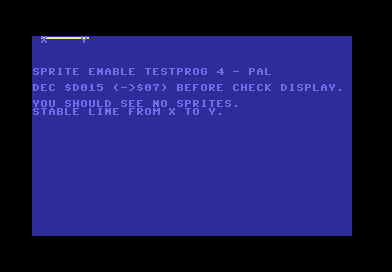 X Y
SPRITE ENABLE TESTPROG 4 - PAL
DEC $D015 (->$07) BEFORE CHECK DISPLAY.
YOU SHOULD SEE NO SPRITES.
STABLE LINE FROM X TO Y.